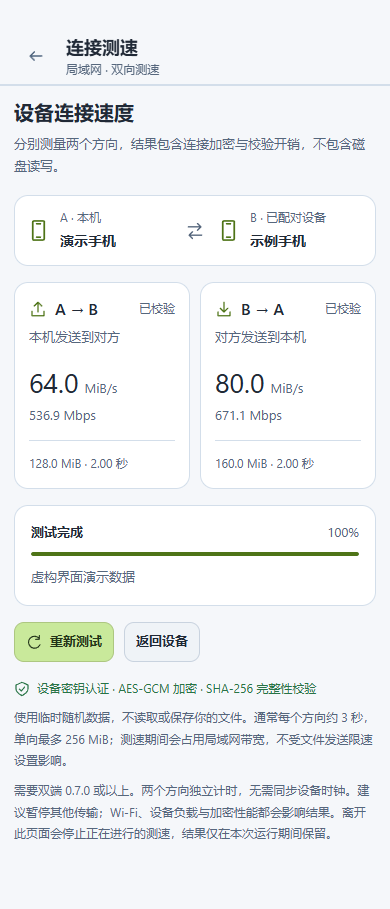 连接测速
局域网 · 双向测速
设备连接速度
分别测量两个方向，结果包含连接加密与校验开销，不包含磁
盘读写。
A · 本机
演示手机
B · 已配对设备
示例手机
A → B 已校验
本机发送到对方
64.0 MiB/s
536.9 Mbps
128.0 MiB · 2.00 秒
B → A 已校验
对方发送到本机
80.0 MiB/s
671.1 Mbps
160.0 MiB · 2.00 秒
测试完成 100%
虚构界面演示数据
重新测试 返回设备
设备密钥认证 · AES-GCM 加密 · SHA-256 完整性校验
使用临时随机数据，不读取或保存你的文件。通常每个方向约 3 秒，
单向最多 256 MiB；测速期间会占用局域网带宽，不受文件发送限速
设置影响。
需要双端 0.7.0 或以上。两个方向独立计时，无需同步设备时钟。建
议暂停其他传输；Wi-Fi、设备负载与加密性能都会影响结果。离开
此页面会停止正在进行的测速，结果仅在本次运行期间保留。